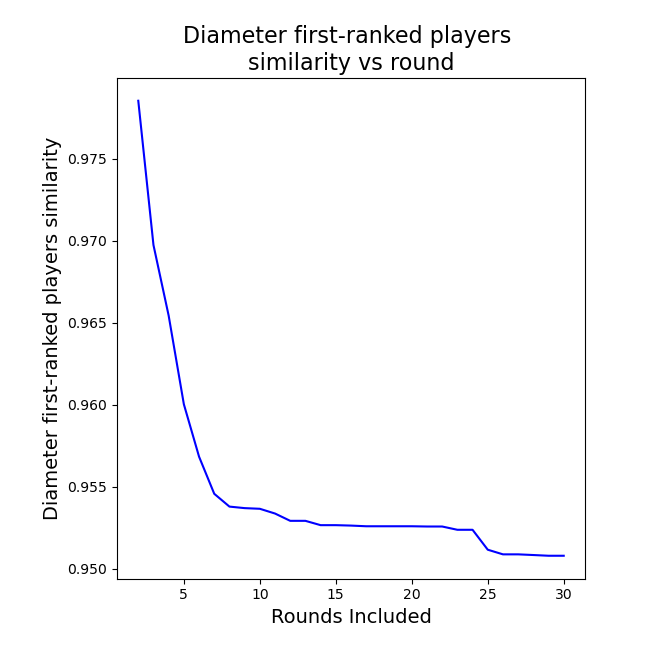 Diameter first-ranked players
similarity vs round
Diameter first-ranked players similarity
0.975
0.970
0.965
0.960
0.955
0.950
5 10 15 20 25 30
Rounds Included